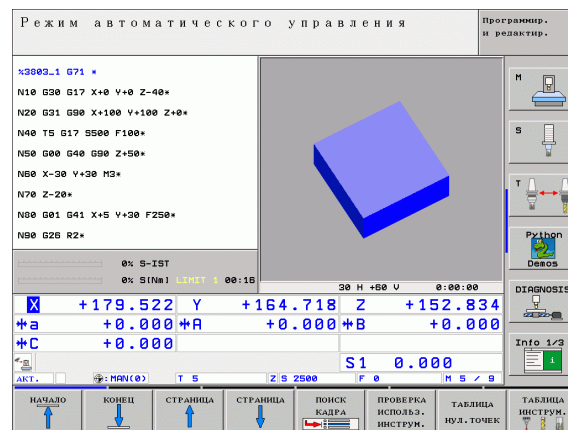 Режим автоматического управления
Программир.
и редактир.
%3803_1 G71 *
N10 G30 G17 X+0 Y+0 Z-40*
N20 G31 G90 X+100 Y+100 Z+0*
N40 T5 G17 S500 F100*
N50 G00 G40 G90 Z+50*
N60 X-30 Y+30 M3*
N70 Z-20*
N80 G01 G41 X+5 Y+30 F250*
N90 G26 R2*
M
S
T
Python
Demos
DIAGNOSIS
Info 1/3
0% S-IST
0% S[Nm] LIMIT 1 00:16
30 H +60 V 0:00:00
X +179.522 Y +164.718 Z +152.834
a +0.000 A +0.000 B +0.000
C +0.000
S1 0.000
АКТ. : MAN(0) T 5 Z S 2500 F 0 M 5 / 9
НАЧАЛО
КОНЕЦ
СТРАНИЦА
СТРАНИЦА
ПОИСК
КАДРА
ПРОВЕРКА
ИСПОЛЬЗ.
ИНСТРУМ.
ТАБЛИЦА
НУЛ.ТОЧЕК
ТАБЛИЦА
ИНСТРУМ.